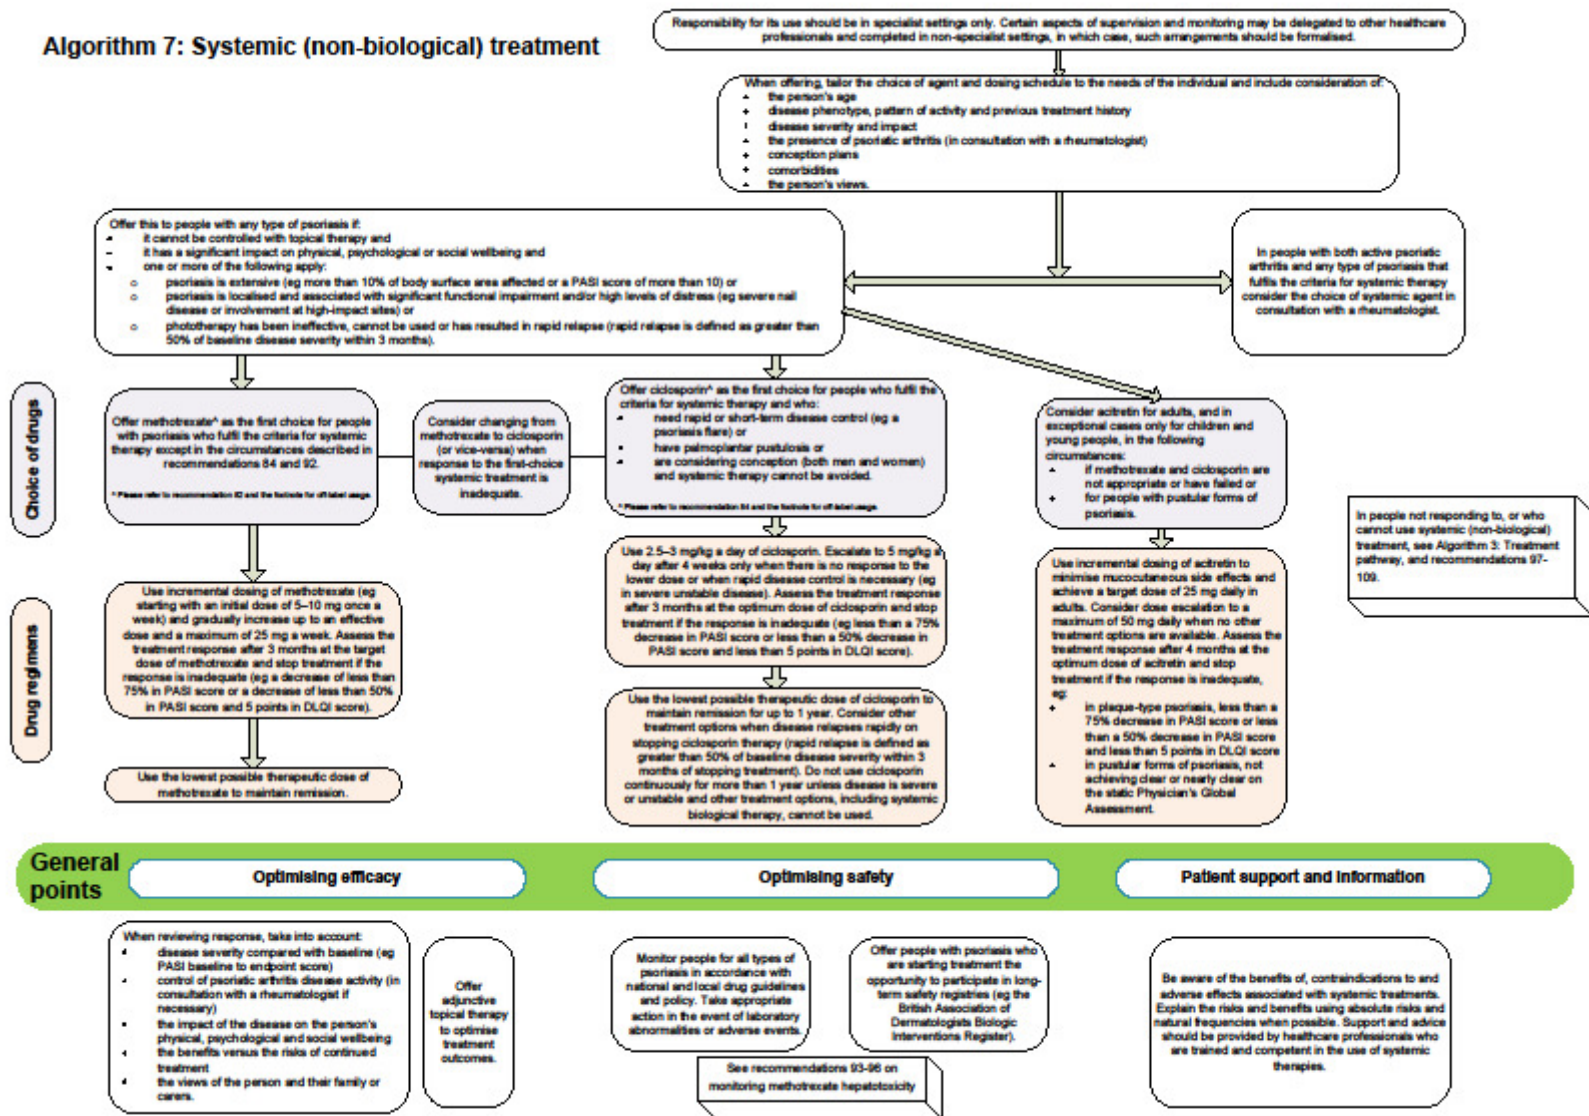 Algorithm 7: Systemic (non-biological) treatment
Responsibility for its use should be in specialist settings only. Certain aspects of supervision and monitoring may be delegated to other healthcare
professionals and completed in non-specialist settings, in which case, such arrangements should be formalised.
When offering, tailor the choice of agent and dosing schedule to the needs of the individual and include consideration of:
the person's age
disease phenotype, pattern of activity and previous treatment history
disease severity and impact
the presence of psoriatic arthritis (in consultation with a rheumatologist)
conception plans
comorbidities
the person's views.
Offer this to people with any type of psoriasis if:
it cannot be controlled with topical therapy and
it has a significant impact on physical, psychological or social wellbeing and
one or more of the following apply:
o psoriasis is extensive (eg more than 10% of body surface area affected or a PASI score of more than 10) or
o psoriasis is localised and associated with significant functional impairment and/or high levels of distress (eg severe nail
disease or involvement at high-impact sites) or
o phototherapy has been ineffective, cannot be used or has resulted in rapid relapse (rapid relapse is defined as greater than
50% of baseline disease severity within 3 months).
In people with both active psoriatic
arthritis and any type of psoriasis that
fulfils the criteria for systemic therapy
consider the choice of systemic agent in
consultation with a rheumatologist.
Choice of drugs
Offer methotrexate^ as the first choice for people
with psoriasis who fulfil the criteria for systemic
therapy except in the circumstances described in
recommendations 84 and 92.
^ Please refer to recommendation 82 and the footnote for off-label usage.
Consider changing from
methotrexate to ciclosporin
(or vice-versa) when
response to the first-choice
systemic treatment is
inadequate.
Offer ciclosporin^ as the first choice for people who fulfil the
criteria for systemic therapy and who:
need rapid or short-term disease control (eg a
psoriasis flare) or
have palmoplantar pustulosis or
are considering conception (both men and women)
and systemic therapy cannot be avoided.
^ Please refer to recommendation 84 and the footnote for off-label usage.
Consider acitretin for adults, and in
exceptional cases only for children and
young people, in the following
circumstances:
if methotrexate and ciclosporin are
not appropriate or have failed or
for people with pustular forms of
psoriasis.
In people not responding to, or who
cannot use systemic (non-biological)
treatment, see Algorithm 3: Treatment
pathway, and recommendations 97-
109.
Drug regimens
Use incremental dosing of methotrexate (eg
starting with an initial dose of 5–10 mg once a
week) and gradually increase up to an effective
dose and a maximum of 25 mg a week. Assess the
treatment response after 3 months at the target
dose of methotrexate and stop treatment if the
response is inadequate (eg a decrease of less than
75% in PASI score or a decrease of less than 50%
in PASI score and 5 points in DLQI score).
Use the lowest possible therapeutic dose of
methotrexate to maintain remission.
Use 2.5–3 mg/kg a day of ciclosporin. Escalate to 5 mg/kg a
day after 4 weeks only when there is no response to the
lower dose or when rapid disease control is necessary (eg
in severe unstable disease). Assess the treatment response
after 3 months at the optimum dose of ciclosporin and stop
treatment if the response is inadequate (eg less than a 75%
decrease in PASI score or less than a 50% decrease in
PASI score and less than 5 points in DLQI score).
Use the lowest possible therapeutic dose of ciclosporin to
maintain remission for up to 1 year. Consider other
treatment options when disease relapses rapidly on
stopping ciclosporin therapy (rapid relapse is defined as
greater than 50% of baseline disease severity within 3
months of stopping treatment). Do not use ciclosporin
continuously for more than 1 year unless disease is severe
or unstable and other treatment options, including systemic
biological therapy, cannot be used.
Use incremental dosing of acitretin to
minimise mucocutaneous side effects and
achieve a target dose of 25 mg daily in
adults. Consider dose escalation to a
maximum of 50 mg daily when no other
treatment options are available. Assess the
treatment response after 4 months at the
optimum dose of acitretin and stop
treatment if the response is inadequate,
eg:
in plaque-type psoriasis, less than a
75% decrease in PASI score or less
than a 50% decrease in PASI score
and less than 5 points in DLQI score
in pustular forms of psoriasis, not
achieving clear or nearly clear on
the static Physician's Global
Assessment.
General
points
Optimising efficacy
Optimising safety
Patient support and information
When reviewing response, take into account:
disease severity compared with baseline (eg
PASI baseline to endpoint score)
control of psoriatic arthritis disease activity (in
consultation with a rheumatologist if
necessary)
the impact of the disease on the person's
physical, psychological and social wellbeing
the benefits versus the risks of continued
treatment
the views of the person and their family or
carers.
Offer
adjunctive
topical therapy
to optimise
treatment
outcomes.
Monitor people for all types of
psoriasis in accordance with
national and local drug guidelines
and policy. Take appropriate
action in the event of laboratory
abnormalities or adverse events.
Offer people with psoriasis who
are starting treatment the
opportunity to participate in long-
term safety registries (eg the
British Association of
Dermatologists Biologic
Interventions Register).
See recommendations 93-96 on
monitoring methotrexate hepatotoxicity
Be aware of the benefits of, contraindications to and
adverse effects associated with systemic treatments.
Explain the risks and benefits using absolute risks and
natural frequencies when possible. Support and advice
should be provided by healthcare professionals who
are trained and competent in the use of systemic
therapies.